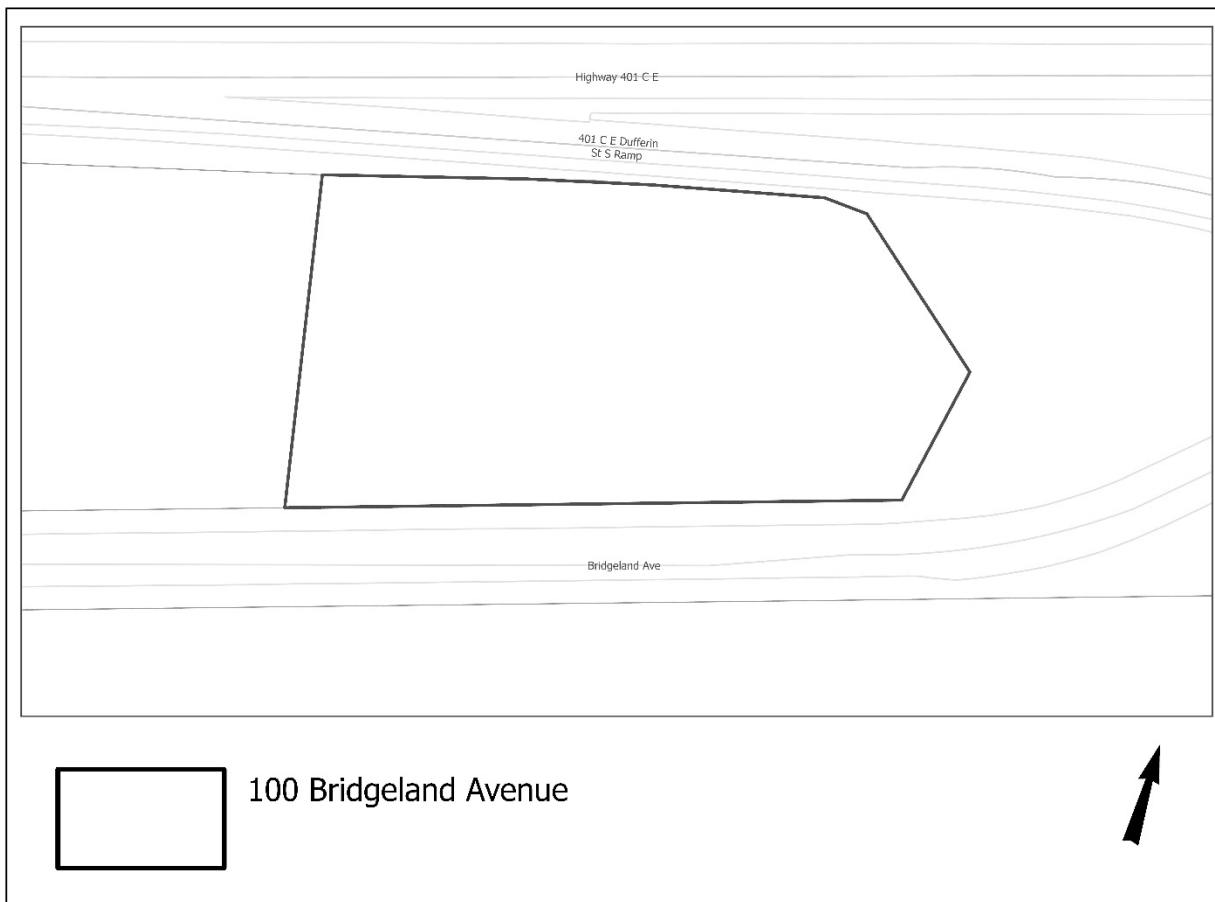 Highway 401 C E
401 C E Dufferin
St S Ramp
Bridgeland Ave
100 Bridgeland Avenue